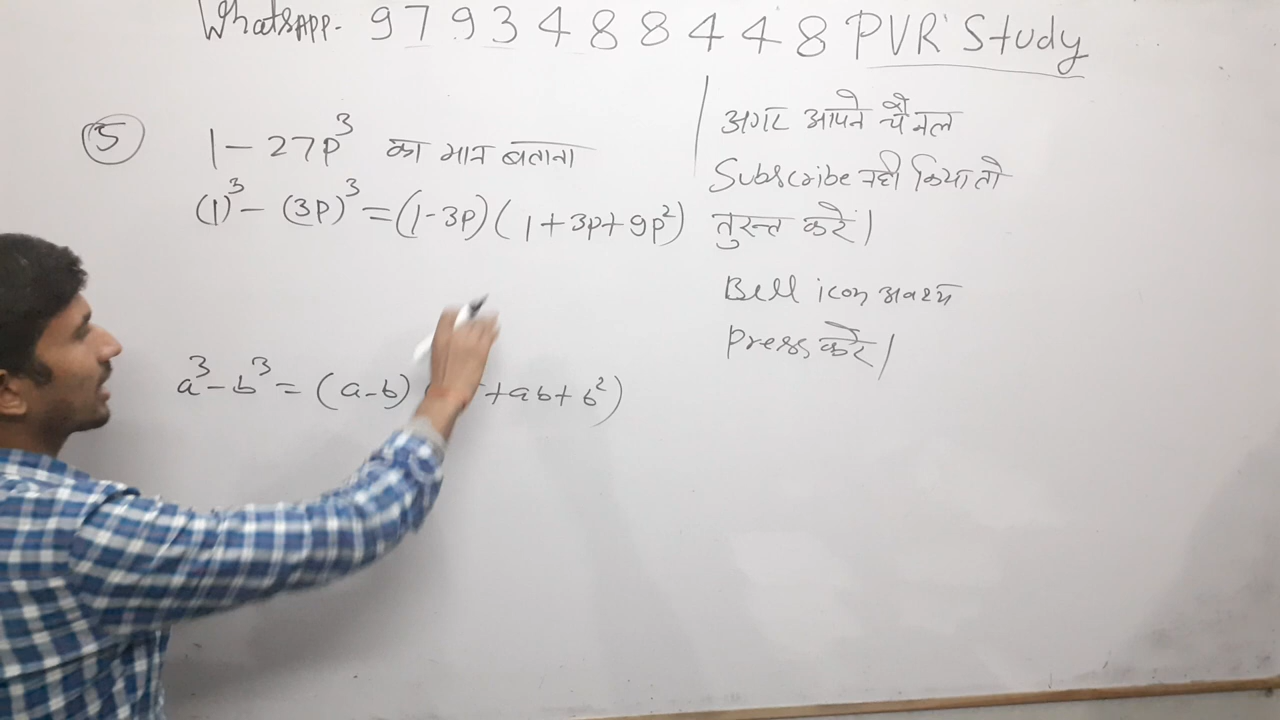 WhatsAPP. 9793488448 PVR Study
5
1 - 27p³ का मान बताना
(1)³ - (3p)³ = (1-3p) (1+3p+9p²)
a³-b³ = (a-b) +ab+b²)
अगर आपने चैनल को
Subscribe नही किया तो
तुरन्त करें।
Bell icon अवश्य
Press करें।